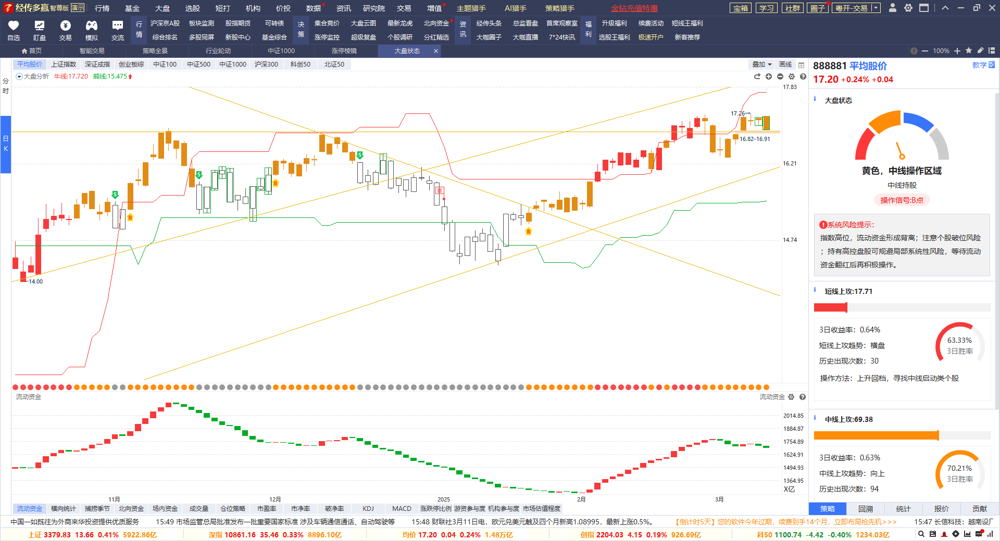 经传多赢 智尊版 演示 行情 基金 大盘 选股 短打 机构 价投 数据 资讯 研究院 交易 增值 主题猎手 AI猎手 策略猎手 金钻充值特惠 宝箱 学习 社群 圈子 粤开-交易
自选 盯盘 交易 模拟 交流
行情 沪深京A股 板块监测 股指期货 可转债 决策 集合竞价 大盘云图 最新龙虎 北向资金 资讯 经传头条 总监看盘 首席观察室 福利 升级福利 续费活动 短线王福利
综合排名 多股同屏 新股中心 基金综合 涨停监控 超级复盘 个股调研 分红精选 大咖圈子 大咖直播 7*24快讯 选股王福利 极速开户 新客推荐
首页 智能交易 策略全景 行业轮动 中证1000 涨停棱镜 大盘状态 × 100%
平均股价 上证指数 深证成指 创业板综 中证100 中证500 中证1000 沪深300 科创50 北证50 叠加 画线
分时
日K
大盘分析 牛线:17.720 熊线:15.475
17.83
16.21
14.74
17.26
16.82-16.91
14.00
S
B
S
B
S
B
目
流动资金
流动资金
2014.85
1884.87
1754.89
1624.91
1494.93
1364.95
X亿
11月 12月 2025 2月 3月
流动资金 横向统计 捕捞季节 北向资金 场内资金 成交量 仓位策略 市盈率 市净率 破净率 KDJ MACD 涨跌停比例 游资参与度 机构参与度 市场估值程度
888881 平均股价 教学
17.20 +0.24% +0.04
大盘状态
黄色，中线操作区域
中线持股
操作信号:B点
系统风险提示:
指数高位，流动资金形成背离；注意个股破位风险
；持有高控盘股可规避局部系统性风险，等待流动
资金翻红后再积极操作。
短线上攻:17.71
3日收益率：0.64%
短线上攻趋势：横盘
历史出现次数：30
63.33%
3日胜率
操作方法：上升回档，寻找中线启动类个股
中线上攻:69.38
3日收益率：0.63%
中线上攻趋势：向上
历史出现次数：94
70.21%
3日胜率
策略 回溯 统计 报价 贡献
中国一如既往为外商来华投资提供优质服务 15:49 市场监管总局批准发布一批重要国家标准 涉及车辆通信通话、自动驾驶等 15:48 财联社3月11日电，欧元兑美元触及四个月新高1.08995，最新上涨0.5%。 【倒计时5天】您的软件今年过期，续费到手14个月，立即布局抢先机>>> 15:47 长信科技：越南设厂
上证 3379.83 13.66 0.41% 5922.86亿 深指 10861.16 35.46 0.33% 8896.10亿 均价 17.20 0.04 0.24% 1.48万亿 创指 2204.03 4.15 0.19% 926.69亿 科50 1100.74 -4.42 -0.40% 1234.03亿